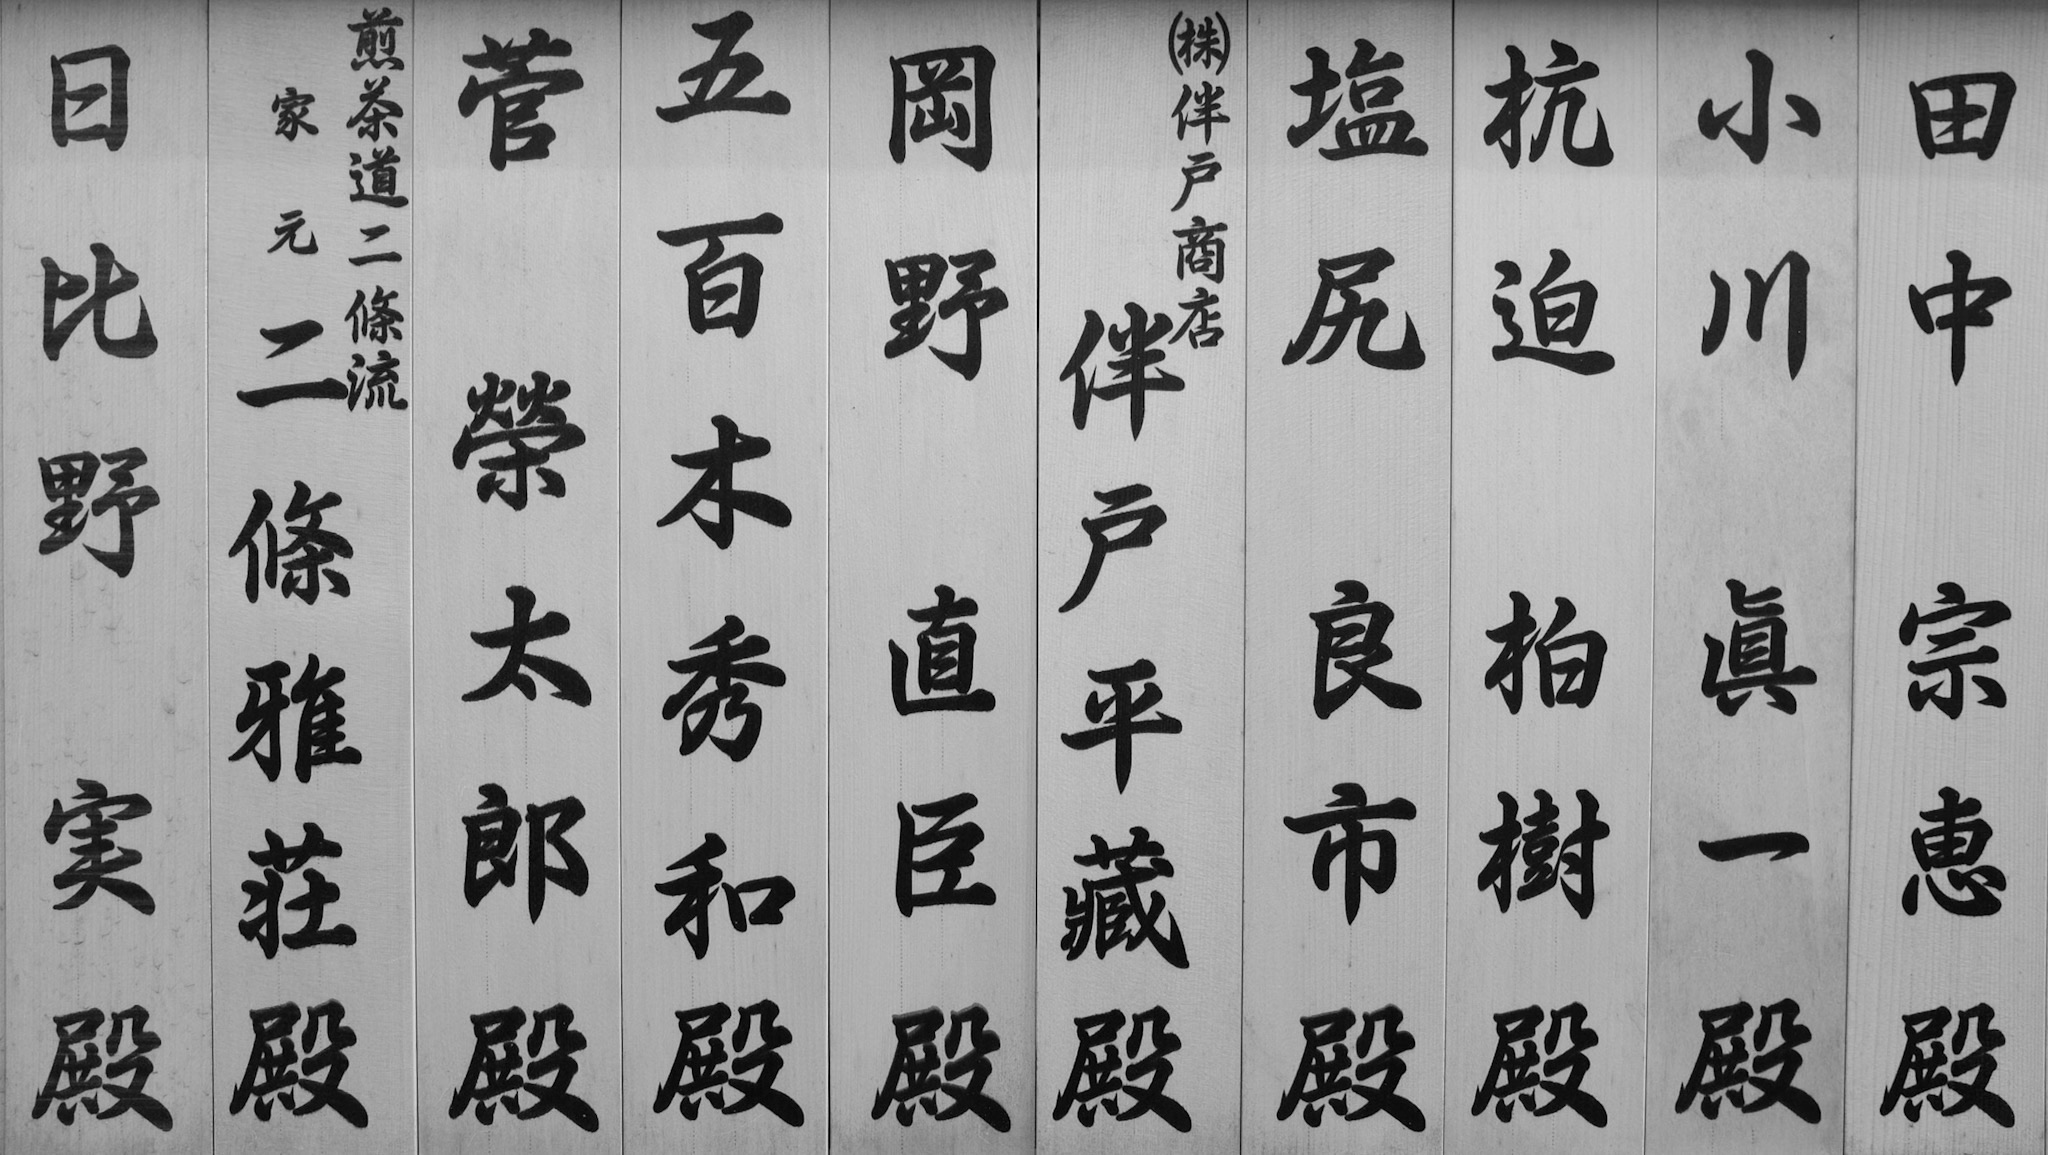 田中宗恵殿
小川眞一殿
杭迫柏樹殿
塩尻良市殿
㈱伴戸商店
伴戸平藏殿
岡野直臣殿
五百木秀和殿
菅榮太郎殿
煎茶道二條流
家元二條雅荘殿
日比野実殿